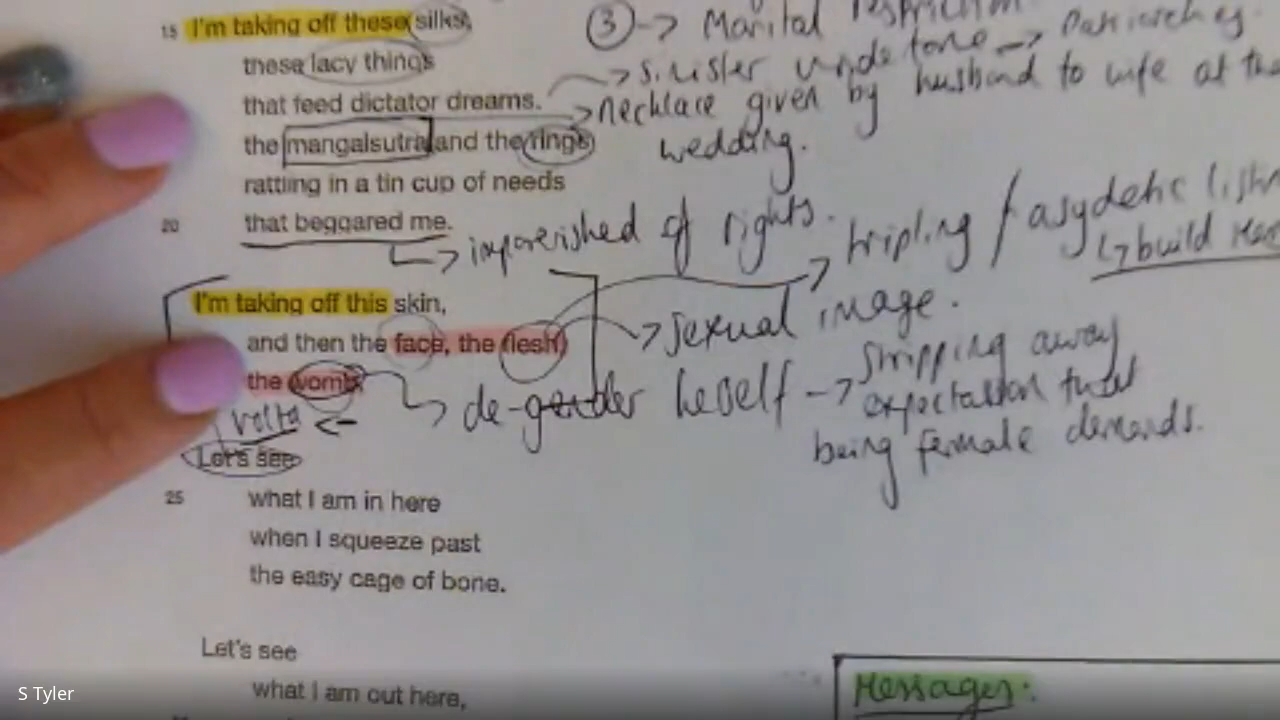 15 I'm taking off these silks,
these lacy things
that feed dictator dreams.
the mangalsutra and the rings
rattling in a tin cup of needs
20 that beggared me.
I'm taking off this skin,
and then the face, the flesh,
the womb.
Let's see
25 what I am in here
when I squeeze past
the easy cage of bone.
Let's see
what I am out here,
③ -> Marital
-> sinister undertone -> Patriarchy.
-> necklace given by husband to wife at the
wedding.
-> impoverished of rights.
-> tripling / asyndetic
build
-> sexual image.
-> de-gender heself -> stripping away
expectation that
being female demands.
volta <-
Messages:
S Tyler